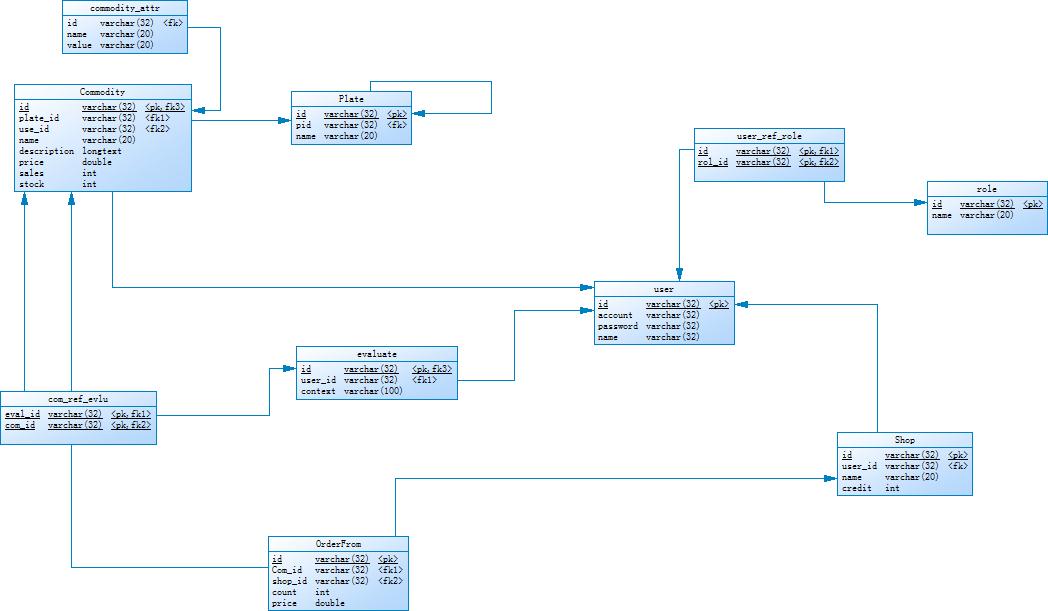 commodity_attr
id varchar(32) <fk>
name varchar(20)
value varchar(20)
Commodity
id varchar(32) <pk,fk3>
plate_id varchar(32) <fk1>
use_id varchar(32) <fk2>
name varchar(20)
description longtext
price double
sales int
stock int
Plate
id varchar(32) <pk>
pid varchar(32) <fk>
name varchar(20)
user_ref_role
id varchar(32) <pk,fk1>
rol_id varchar(32) <pk,fk2>
role
id varchar(32) <pk>
name varchar(20)
user
id varchar(32) <pk>
account varchar(32)
password varchar(32)
name varchar(32)
evaluate
id varchar(32) <pk,fk3>
user_id varchar(32) <fk1>
context varchar(100)
com_ref_evlu
eval_id varchar(32) <pk,fk1>
com_id varchar(32) <pk,fk2>
Shop
id varchar(32) <pk>
user_id varchar(32) <fk>
name varchar(20)
credit int
OrderFrom
id varchar(32) <pk>
Com_id varchar(32) <fk1>
shop_id varchar(32) <fk2>
count int
price double